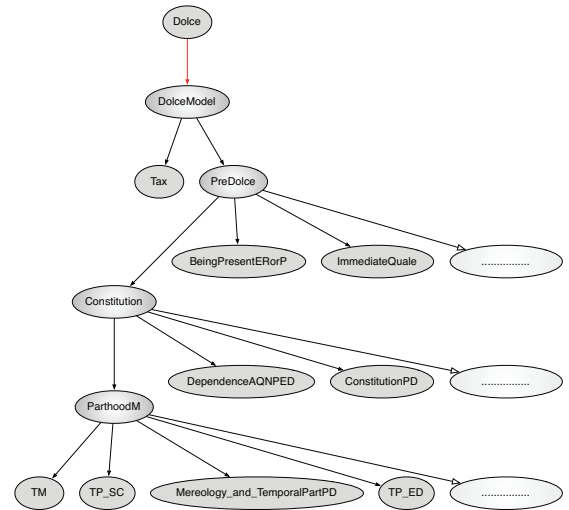 Dolce
DolceModel
Tax
PreDolce
BeingPresentERorP
ImmediateQuale
...............
Constitution
DependenceAQNPED
ConstitutionPD
...............
ParthoodM
TM
TP_SC
Mereology_and_TemporalPartPD
TP_ED
...............